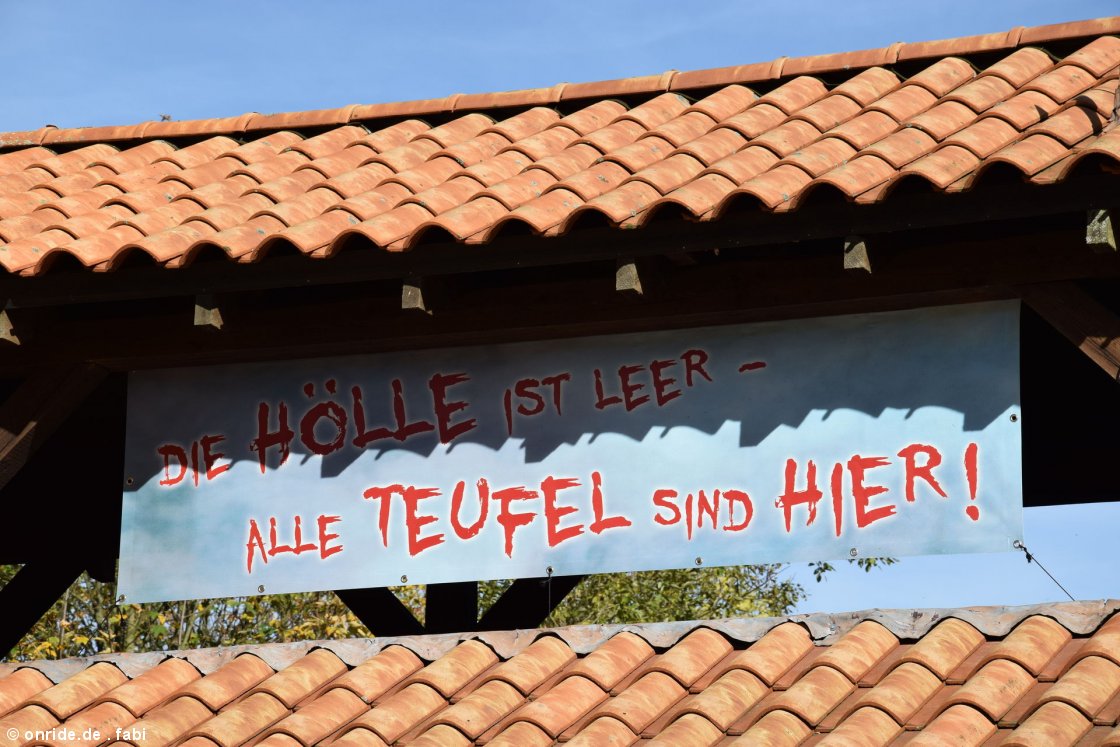 DIE HÖLLE IST LEER -
ALLE TEUFEL SIND HIER!
© onride.de . fabi